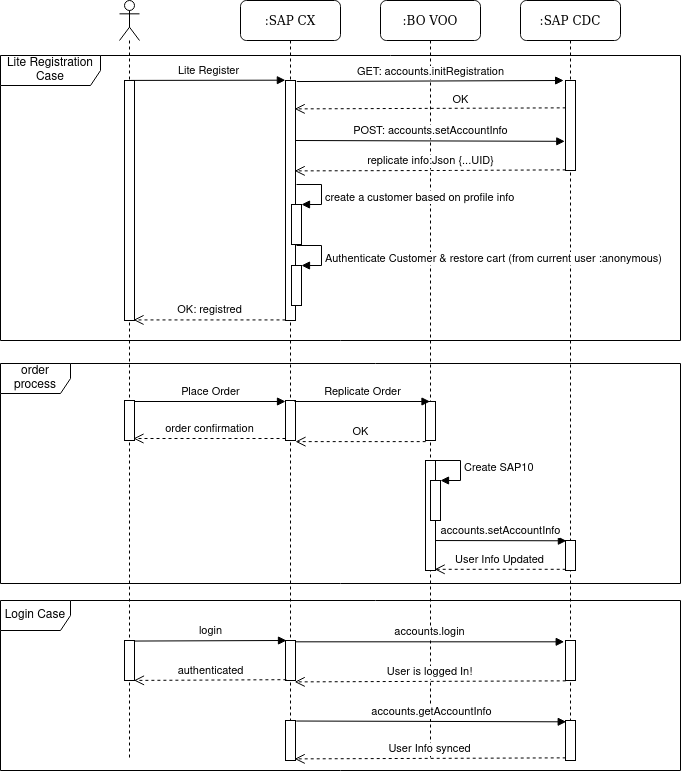 :SAP CX
:BO VOO
:SAP CDC
Lite Registration
Case
Lite Register
GET: accounts.initRegistration
OK
POST: accounts.setAccountInfo
replicate info:Json {...UID}
create a customer based on profile info
Authenticate Customer & restore cart (from current user :anonymous)
OK: registred
order
process
Place Order
Replicate Order
order confirmation
OK
Create SAP10
accounts.setAccountInfo
User Info Updated
Login Case
login
accounts.login
authenticated
User is logged In!
accounts.getAccountInfo
User Info synced